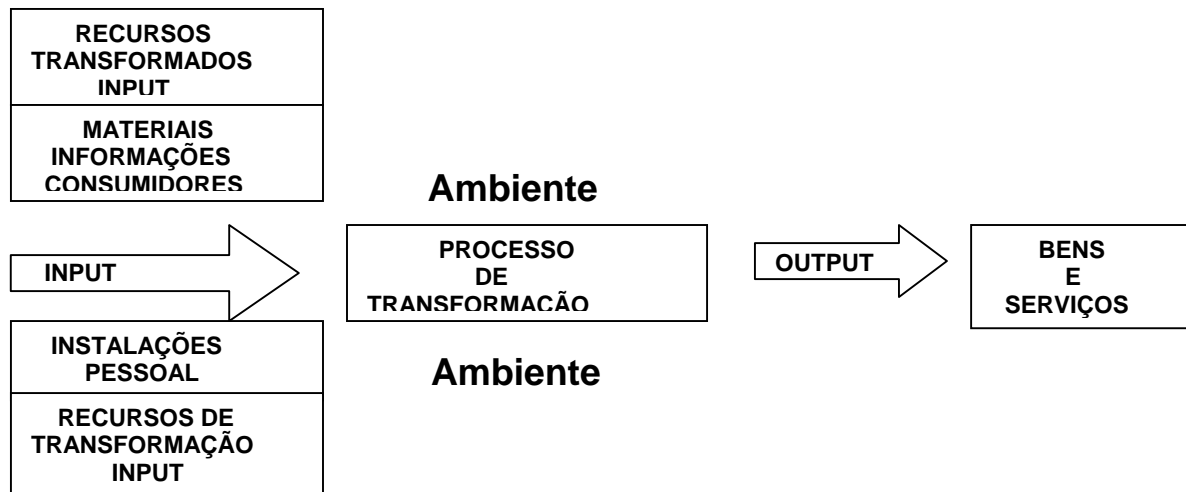 RECURSOS
TRANSFORMADOS
INPUT
MATERIAIS
INFORMAÇÕES
CONSUMIDORES
Ambiente
INPUT
PROCESSO
DE
TRANSFORMAÇÃO
OUTPUT
BENS
E
SERVIÇOS
INSTALAÇÕES
PESSOAL
Ambiente
RECURSOS DE
TRANSFORMAÇÃO
INPUT